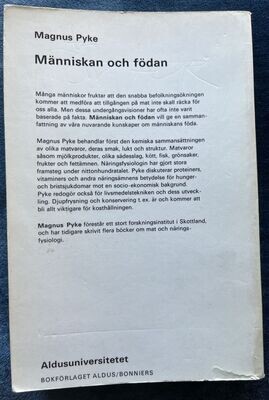 Magnus Pyke
Människan och födan
Många människor fruktar att den snabba befolkningsökningen
kommer att medföra att tillgången på mat inte skall räcka för
oss alla. Men dessa undergångsvisioner har ofta inte varit
baserade på fakta. Människan och födan vill ge en samman-
fattning av våra nuvarande kunskaper om människans föda.
Magnus Pyke behandlar först den kemiska sammansättningen
av olika matvaror, deras smak, lukt och struktur. Matvaror
såsom mjölkprodukter, olika sädesslag, kött, fisk, grönsaker,
frukter och fettämnen. Näringsfysiologin har gjort stora
framsteg under nittonhundratalet. Pyke diskuterar proteiners,
vitaminers och andra näringsämnens betydelse för hunger-
och bristsjukdomar mot en socio-ekonomisk bakgrund.
Pyke redogör också för livsmedelstekniken och dess utveck-
ling. Djupfrysning och konservering t. ex. är och kommer att
bli allt viktigare för kosthållningen.
Magnus Pyke förestår ett stort forskningsinstitut i Skottland,
och har tidigare skrivit flera böcker om mat och närings-
fysiologi.
Aldusuniversitetet
BOKFÖRLAGET ALDUS/BONNIERS